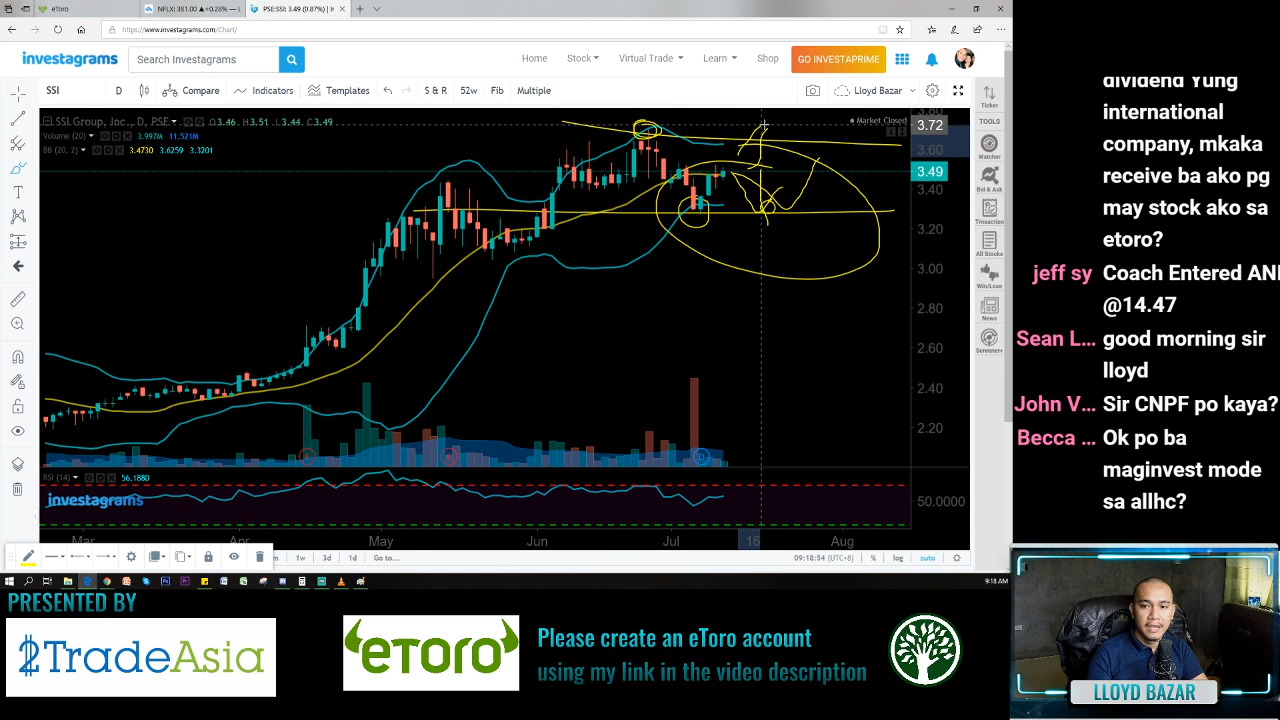 eToro
NFLX: 381.00 ▲+0.28% — L
PSE:SSI: 3.49 (0.87%) | In
https://www.investagrams.com/Chart/
investagrams
Search Investagrams
Home
Stock
Virtual Trade
Learn
Shop
GO INVESTAPRIME
SSI
D
Compare
Indicators
Templates
S & R
52w
Fib
Multiple
Lloyd Bazar
Ticker
TOOLS
Watcher
Bid & Ask
Transaction
All Stocks
Win/Lose
News
Screener+
SSI Group, Inc., D, PSE
O 3.46 H 3.51 L 3.44 C 3.49
Market Closed
Volume (20) 3.997M 11.521M
BB (20, 2) 3.4730 3.6259 3.3201
3.80
3.72
3.60
3.49
3.40
3.20
3.00
2.80
2.60
2.40
2.20
RSI (14) 56.1880
investagrams
50.0000
Mar
Apr
May
Jun
Jul
16
Aug
1w
3d
1d
Go to...
09:18:54 (UTC+8)
%
log
auto
9:18 AM
dividend Yung
international
company, mkaka
receive ba ako pg
may stock ako sa
etoro?
jeff sy Coach Entered ANI
@14.47
Sean L... good morning sir
lloyd
John V... Sir CNPF po kaya?
Becca ... Ok po ba
maginvest mode
sa allhc?
PRESENTED BY
2TradeAsia
eToro
Please create an eToro account
using my link in the video description
LLOYD BAZAR